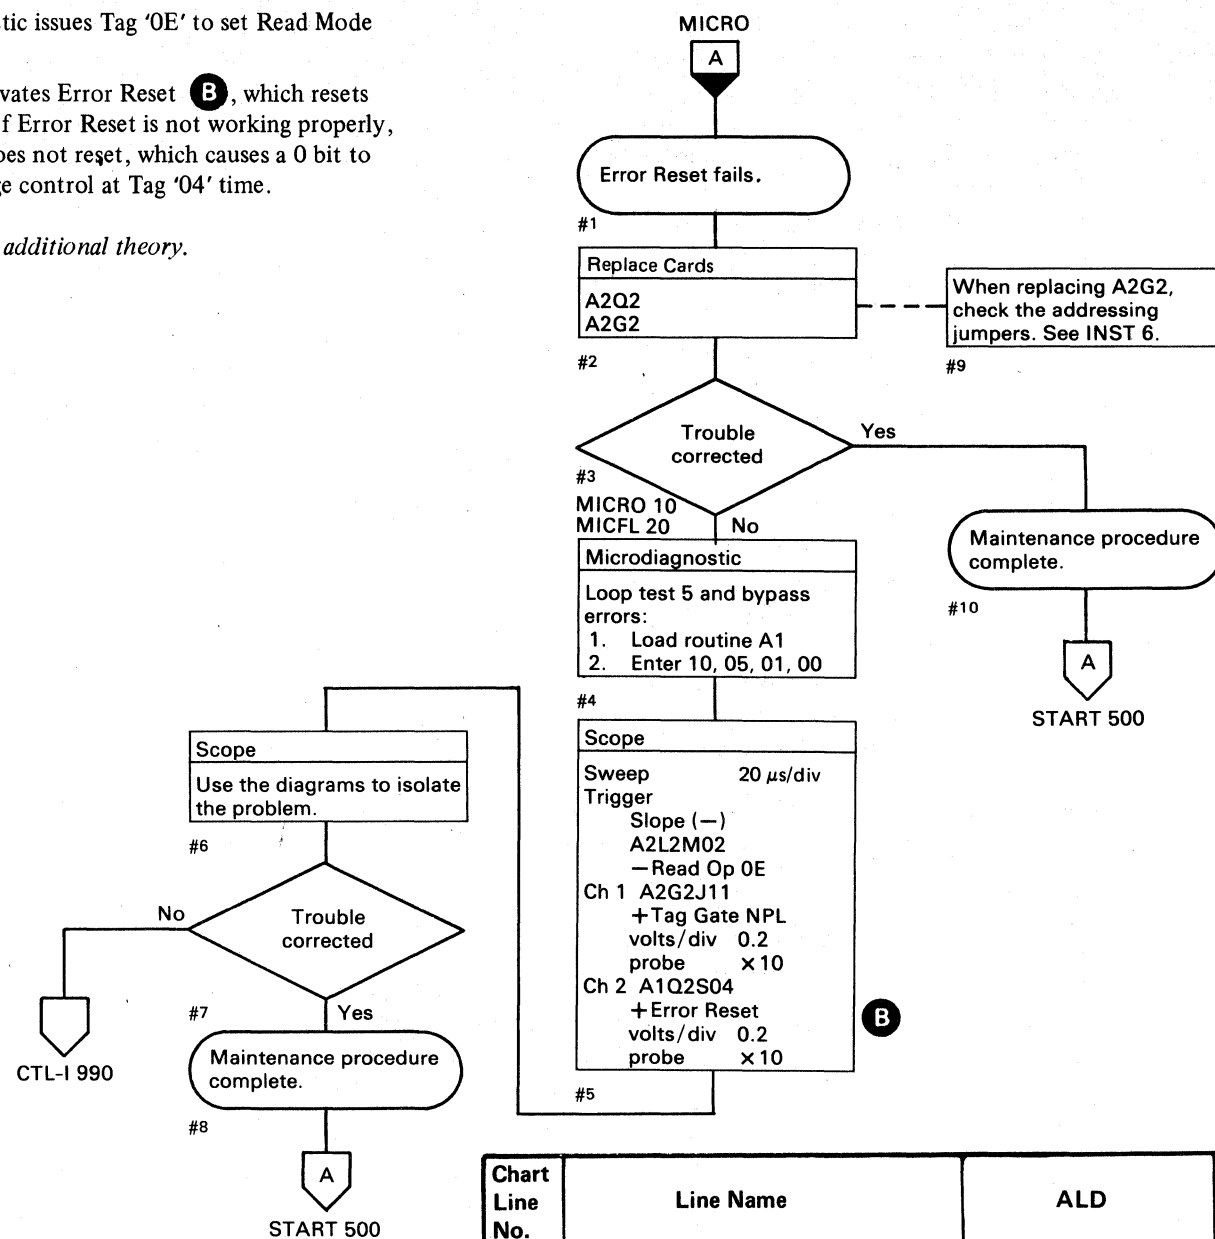 tic issues Tag ‘0E’ to set Read Mode
vates Error Reset B, which resets
f Error Reset is not working properly,
oes not reset, which causes a 0 bit to
ge control at Tag ‘04’ time.
additional theory.
MICRO
A
Error Reset fails.
#1
Replace Cards
A2Q2
A2G2
#2
When replacing A2G2,
check the addressing
jumpers. See INST 6.
#9
Trouble
corrected
Yes
#3
MICRO 10
MICFL 20
No
Maintenance procedure
complete.
#10
A
START 500
Microdiagnostic
Loop test 5 and bypass
errors:
1. Load routine A1
2. Enter 10, 05, 01, 00
#4
Scope
Sweep 20 μs/div
Trigger
Slope (—)
A2L2M02
—Read Op 0E
Ch 1 A2G2J11
+Tag Gate NPL
volts/div 0.2
probe ×10
Ch 2 A1Q2S04
+Error Reset
volts/div 0.2
probe ×10
B
#5
Scope
Use the diagrams to isolate
the problem.
#6
No
Trouble
corrected
#7
Yes
CTL-I 990
Maintenance procedure
complete.
#8
A
START 500
Chart
Line
No.
Line Name
ALD